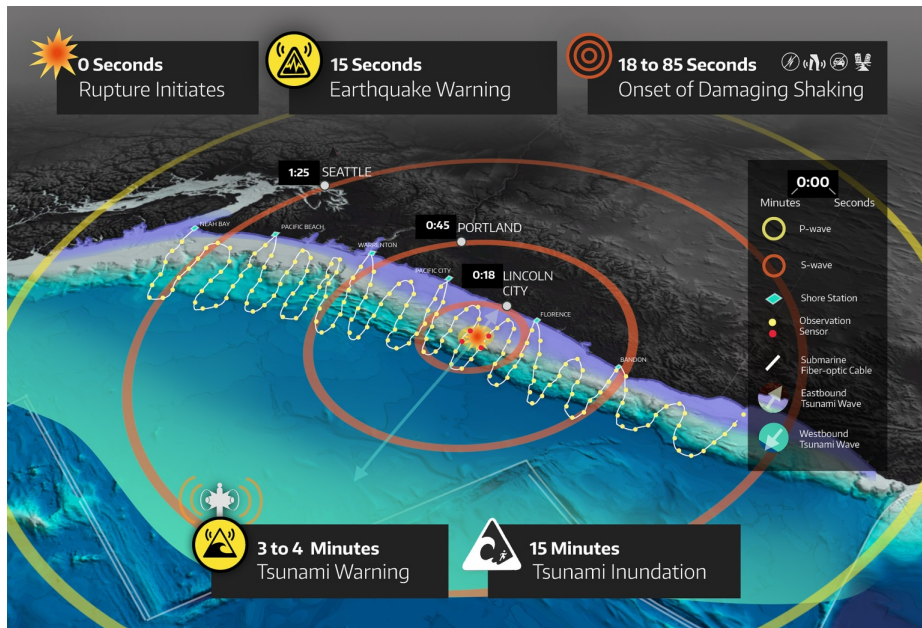 0 Seconds
Rupture Initiates
15 Seconds
Earthquake Warning
18 to 85 Seconds
Onset of Damaging Shaking
0:00
Minutes
Seconds
P-wave
S-wave
Shore Station
Observation
Sensor
Submarine
Fiber-optic Cable
Eastbound
Tsunami Wave
Westbound
Tsunami Wave
1:25 SEATTLE
NEAH BAY
PACIFIC BEACH
0:45 PORTLAND
WARRENTON
PACIFIC CITY
0:18 LINCOLN
CITY
FLORENCE
BANDON
3 to 4 Minutes
Tsunami Warning
15 Minutes
Tsunami Inundation